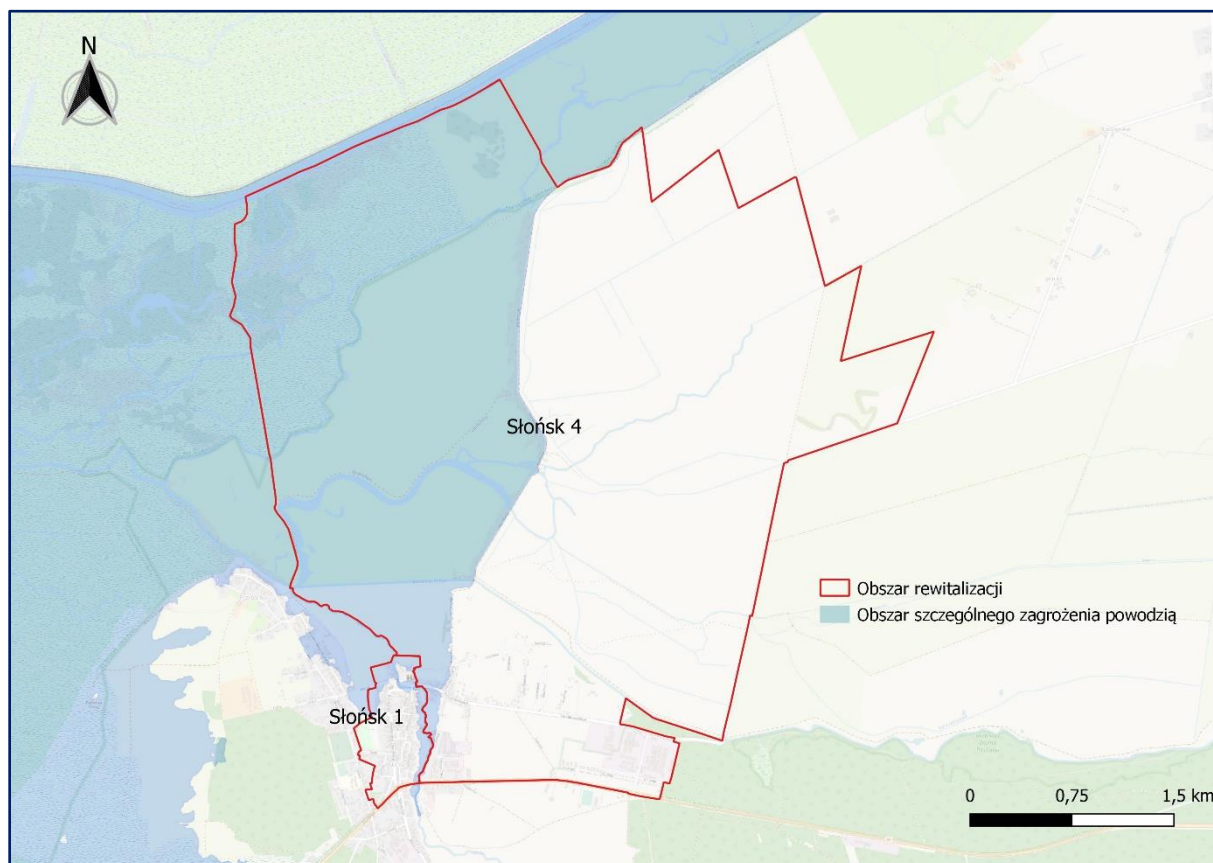 N
Słońsk 4
Obszar rewitalizacji
Obszar szczególnego zagrożenia powodzią
Słońsk 1
0 0,75 1,5 km